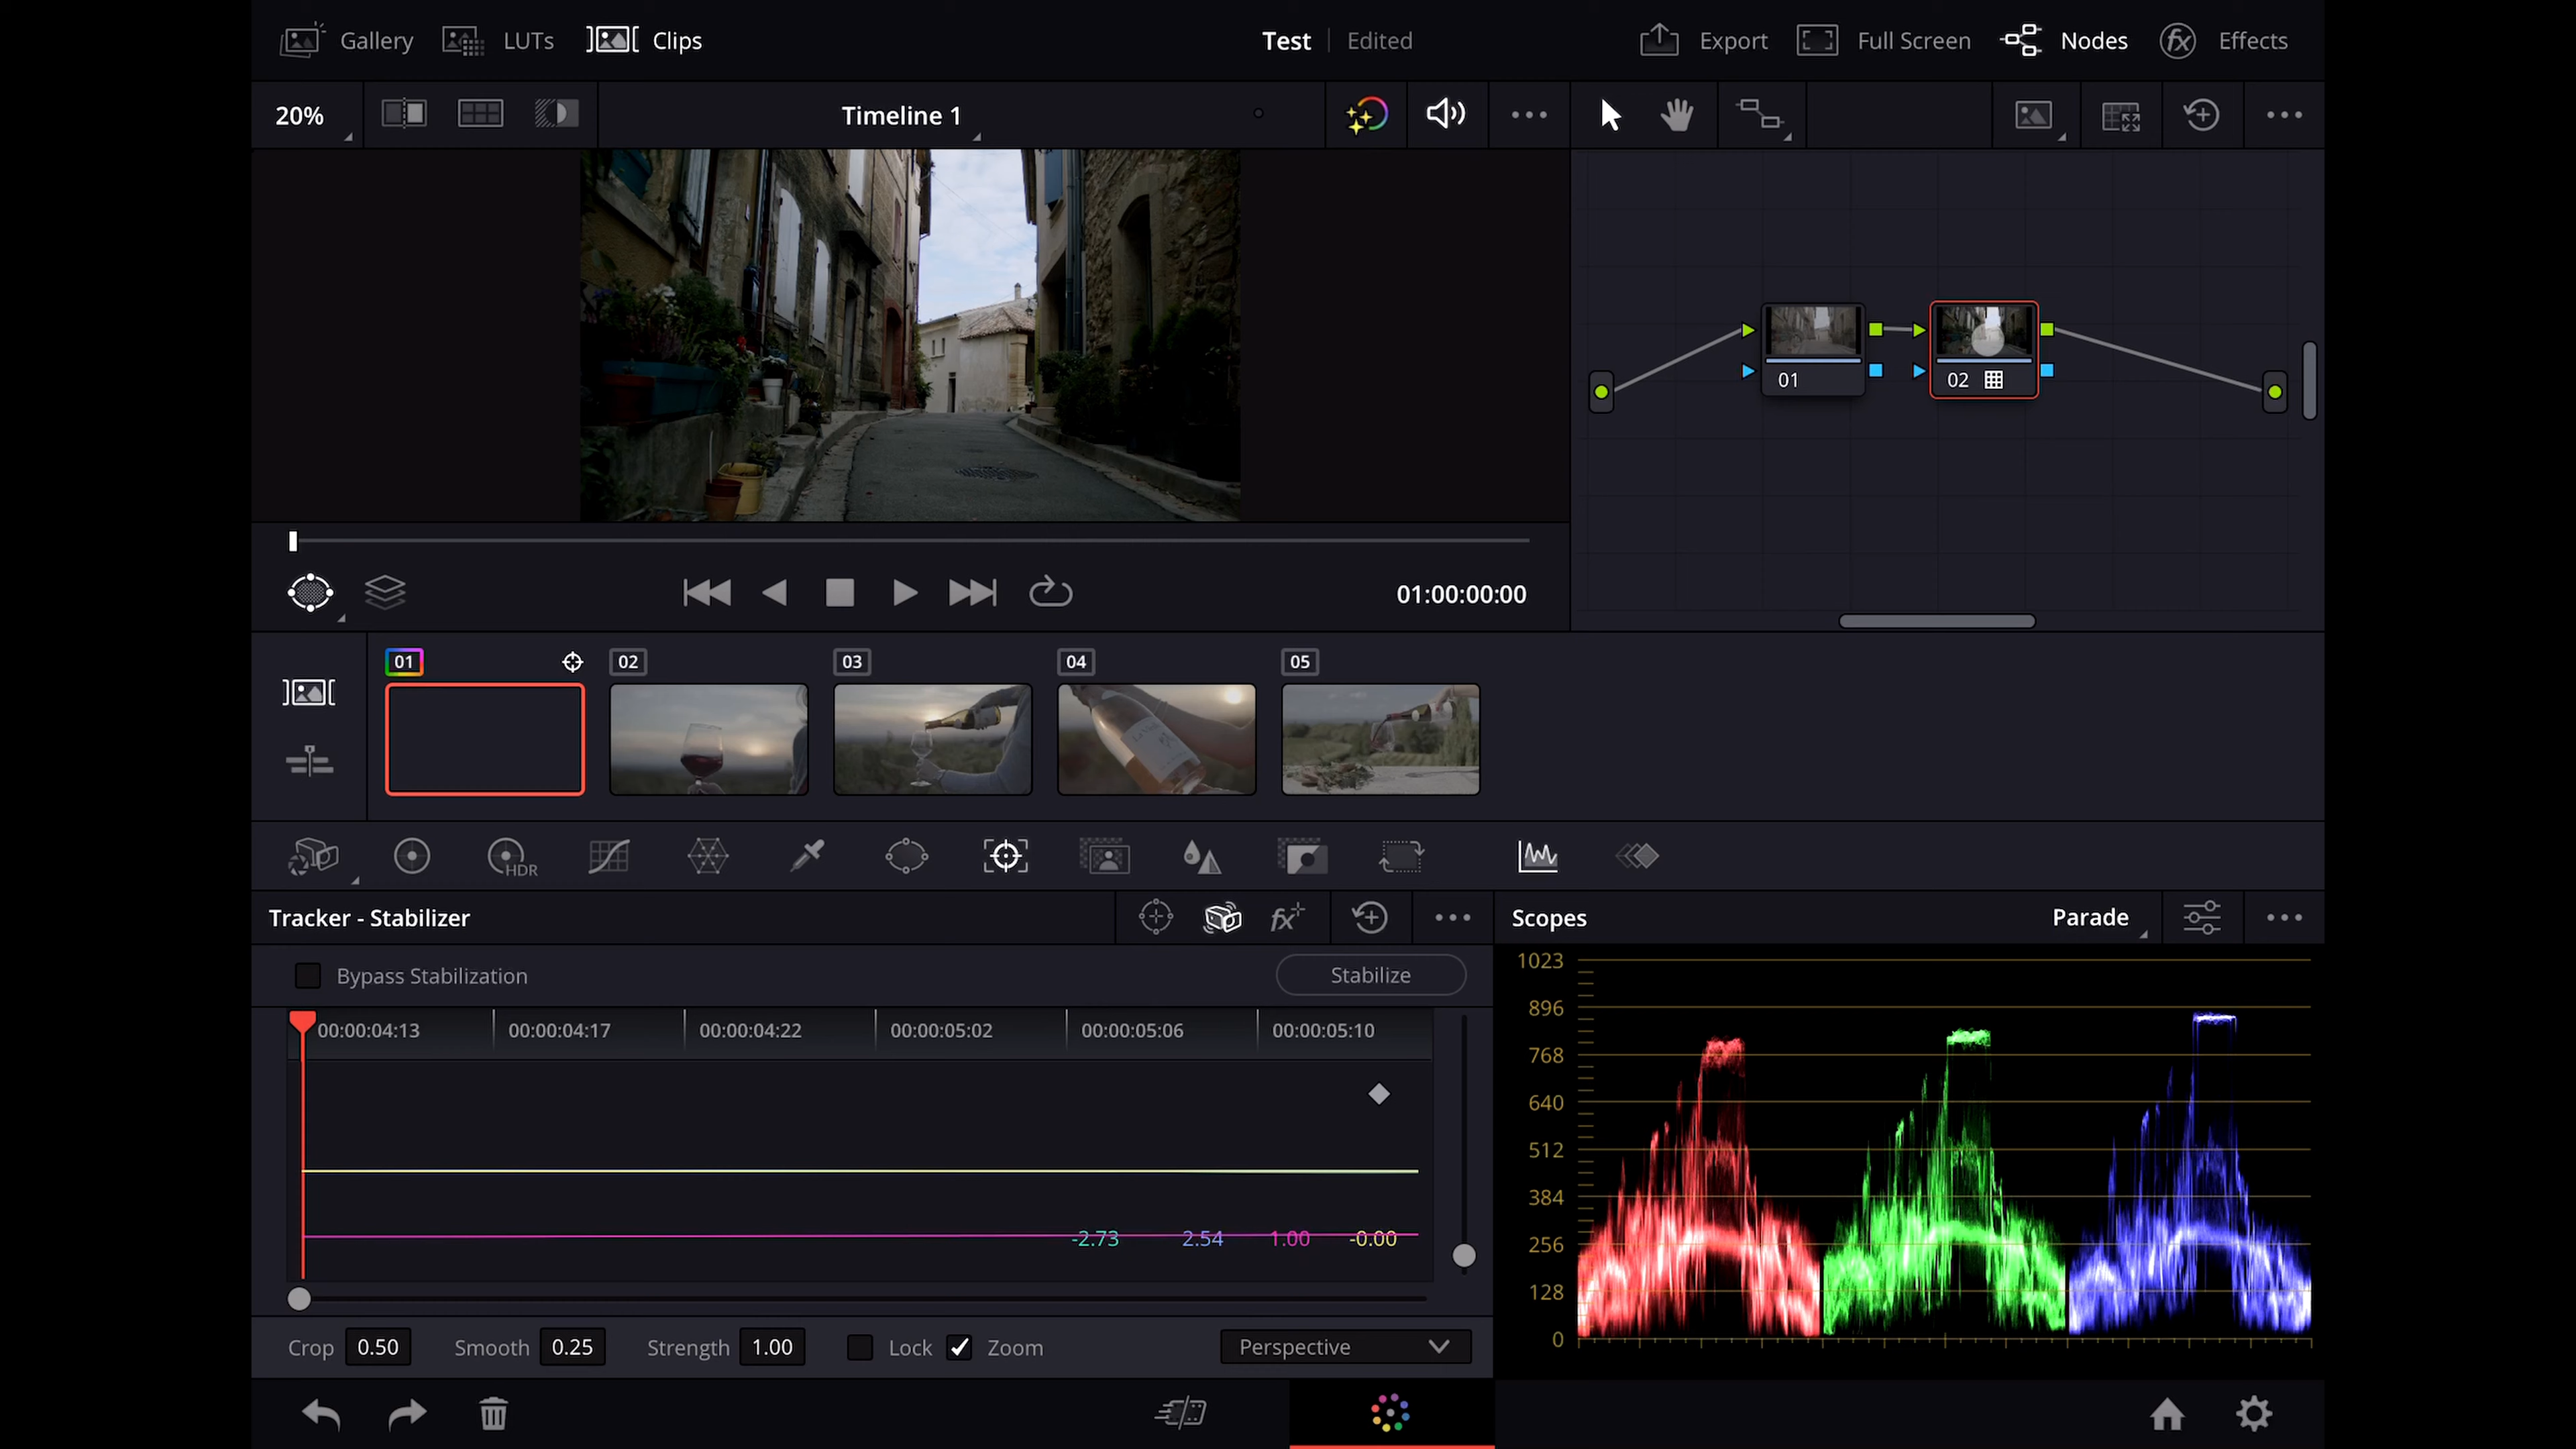 Gallery LUTs Clips Test Edited Export Full Screen Nodes fx Effects
20% Timeline 1
01 02
01:00:00:00
01 02 03 04 05
HDR
Tracker - Stabilizer fx Scopes Parade
Bypass Stabilization Stabilize
00:00:04:13 00:00:04:17 00:00:04:22 00:00:05:02 00:00:05:06 00:00:05:10
-2.73 2.54 1.00 -0.00
1023
896
768
640
512
384
256
128
0
Crop 0.50 Smooth 0.25 Strength 1.00 Lock Zoom Perspective